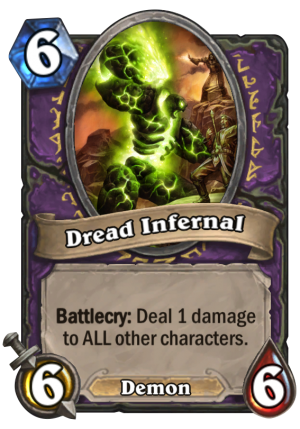 6
Dread Infernal
Battlecry: Deal 1 damage
to ALL other characters.
6
Demon
6